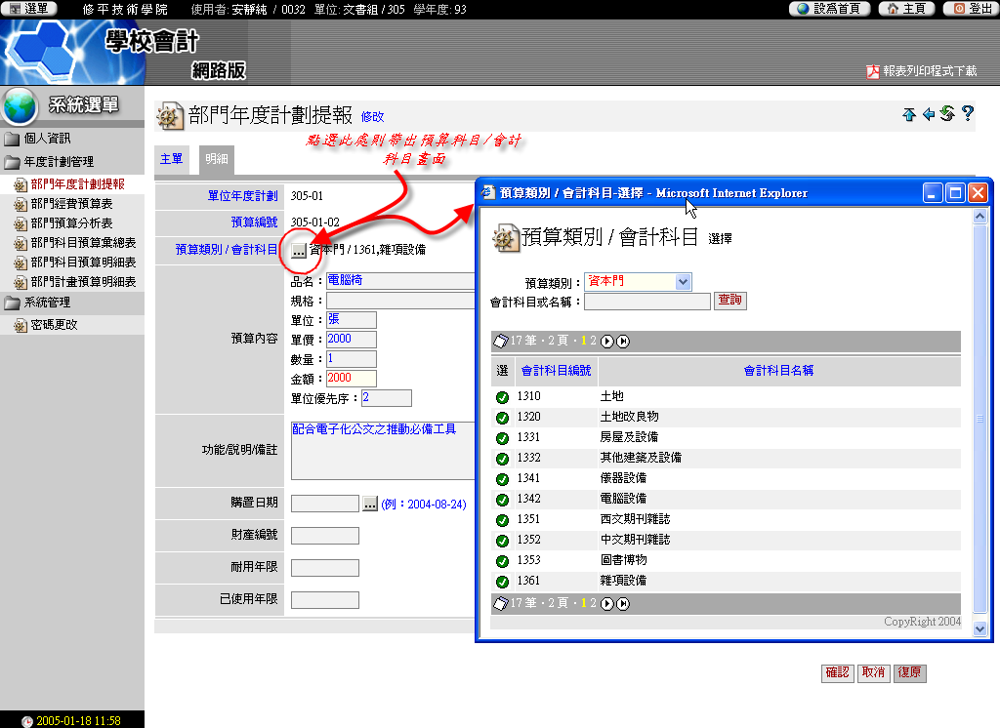 選單 修平技術學院 使用者: 安靜純 / 0032 單位: 文書組 / 305 學年度: 93 設為首頁 主頁 登出
學校會計
網路版
報表列印程式下載
系統選單
個人資訊
年度計劃管理
部門年度計劃提報
部門經費預算表
部門預算分析表
部門科目預算彙總表
部門科目預算明細表
部門計畫預算明細表
系統管理
密碼更改
2005-01-18 11:58
部門年度計劃提報 修改
點選此處則帶出預算科目/會計
科目畫面
主單 明細
單位年度計劃 305-01
預算編號 305-01-02
預算類別 / 會計科目 ... 資本門 / 1361,雜項設備
預算內容
品名：電腦椅
規格：
單位：張
單價：2000
數量：1
金額：2000
單位優先序：2
功能/說明/備註 配合電子化公文之推動必備工具
購置日期 ... (例：2004-08-24)
財產編號
耐用年限
已使用年限
預算類別 / 會計科目-選擇 - Microsoft Internet Explorer
預算類別 / 會計科目 選擇
預算類別：資本門
會計科目或名稱： 查詢
17 筆 · 2 頁 · 1 2
選 會計科目編號 會計科目名稱
1310 土地
1320 土地改良物
1331 房屋及設備
1332 其他建築及設備
1341 儀器設備
1342 電腦設備
1351 西文期刊雜誌
1352 中文期刊雜誌
1353 圖書博物
1361 雜項設備
17 筆 · 2 頁 · 1 2
CopyRight 2004
確認 取消 復原